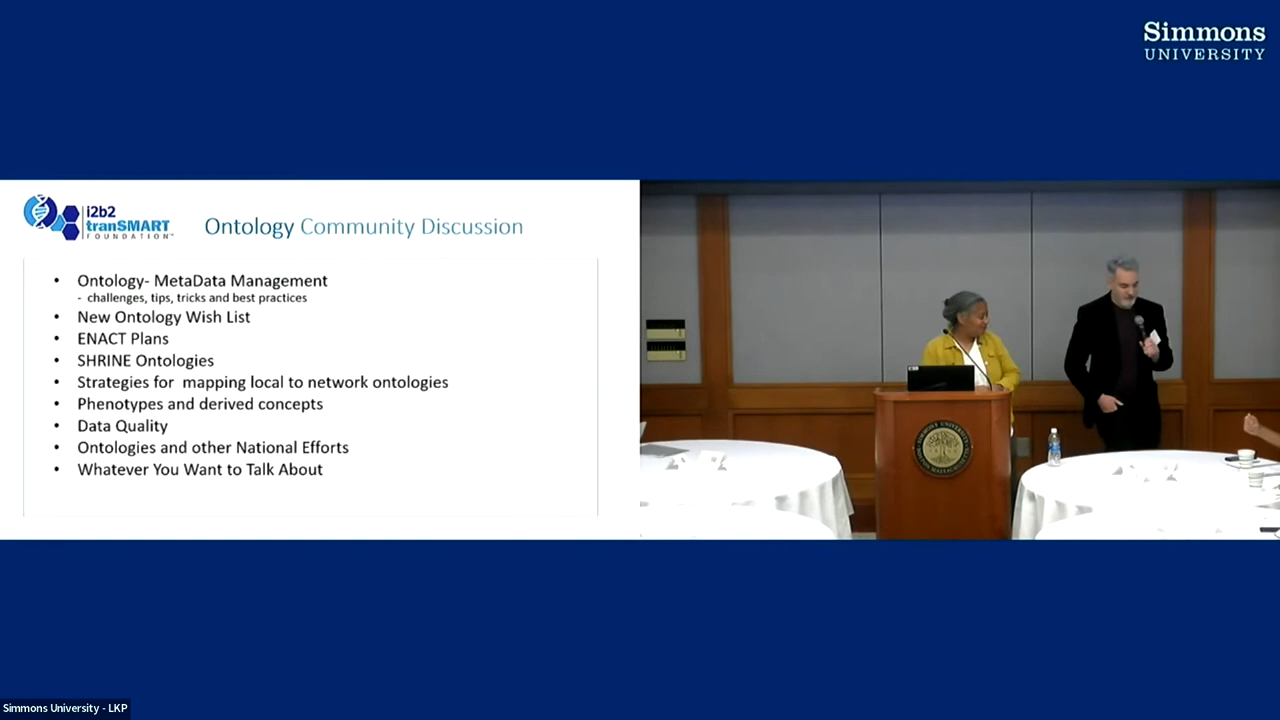 Simmons
UNIVERSITY
i2b2
tranSMART
FOUNDATION
Ontology Community Discussion
• Ontology- MetaData Management
- challenges, tips, tricks and best practices
• New Ontology Wish List
• ENACT Plans
• SHRINE Ontologies
• Strategies for mapping local to network ontologies
• Phenotypes and derived concepts
• Data Quality
• Ontologies and other National Efforts
• Whatever You Want to Talk About
Simmons University - LKP